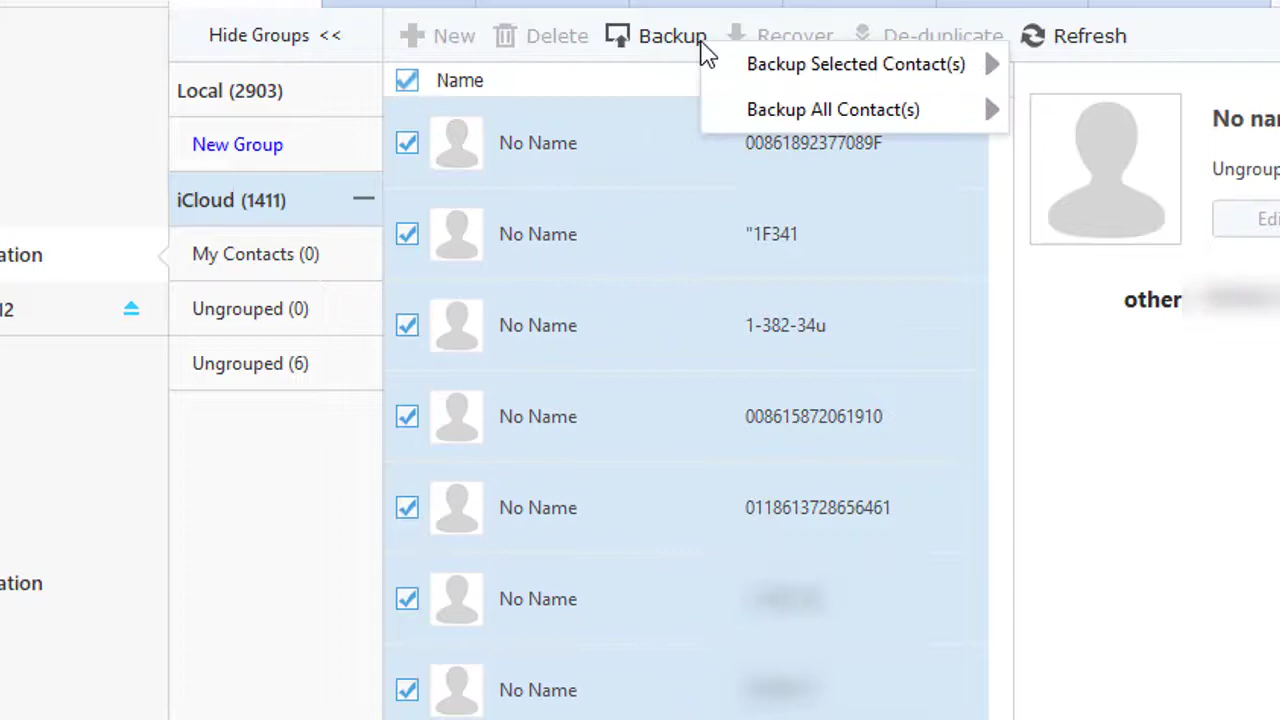 Hide Groups <<
New
Delete
Backup
Recover
De-duplicate
Refresh
Backup Selected Contact(s)
Backup All Contact(s)
Local (2903)
New Group
iCloud (1411)
My Contacts (0)
Ungrouped (0)
Ungrouped (6)
ation
12
ation
Name
No Name 00861892377089F
No Name "1F341
No Name 1-382-34u
No Name 008615872061910
No Name 0118613728656461
No Name
No Name
No nar
Ungroup
Edi
other